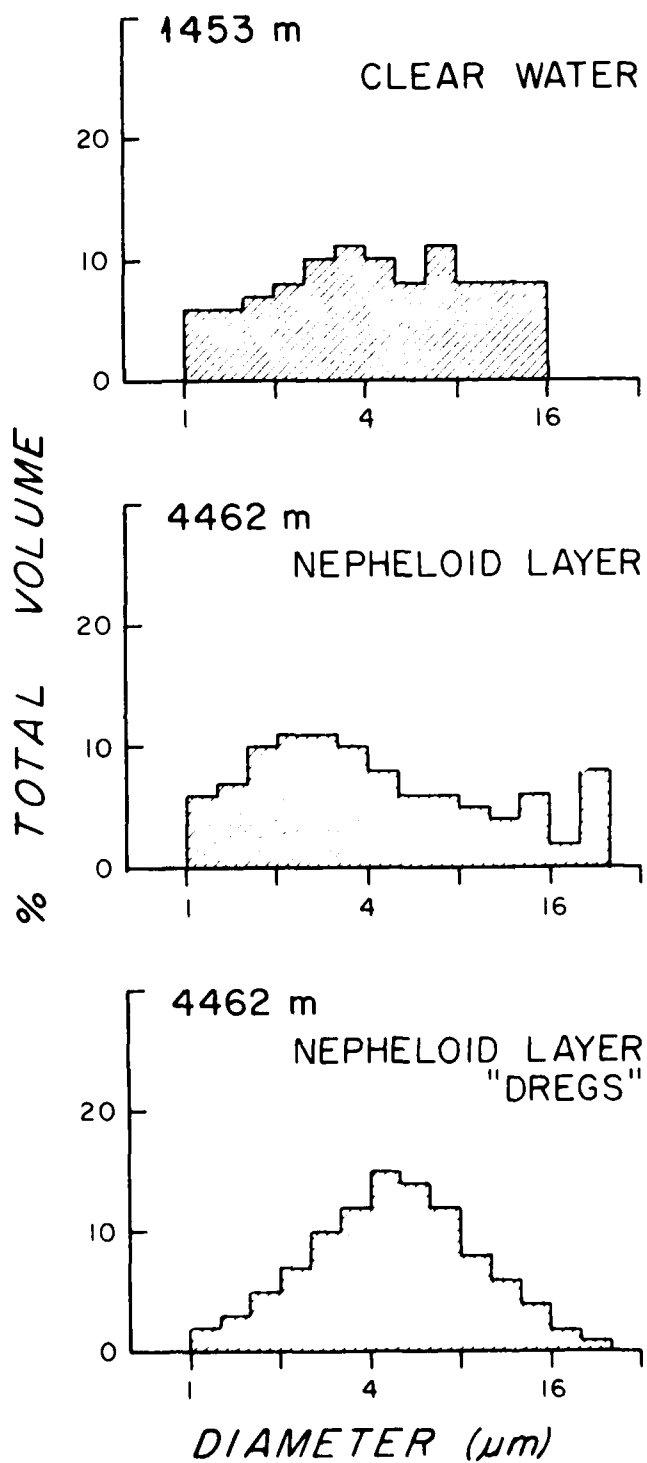 1453 m
CLEAR WATER
20
10
0
1 4 16
% TOTAL VOLUME
4462 m
NEPHELOID LAYER
20
10
0
1 4 16
4462 m
NEPHELOID LAYER
"DREGS"
20
10
0
1 4 16
DIAMETER (μm)